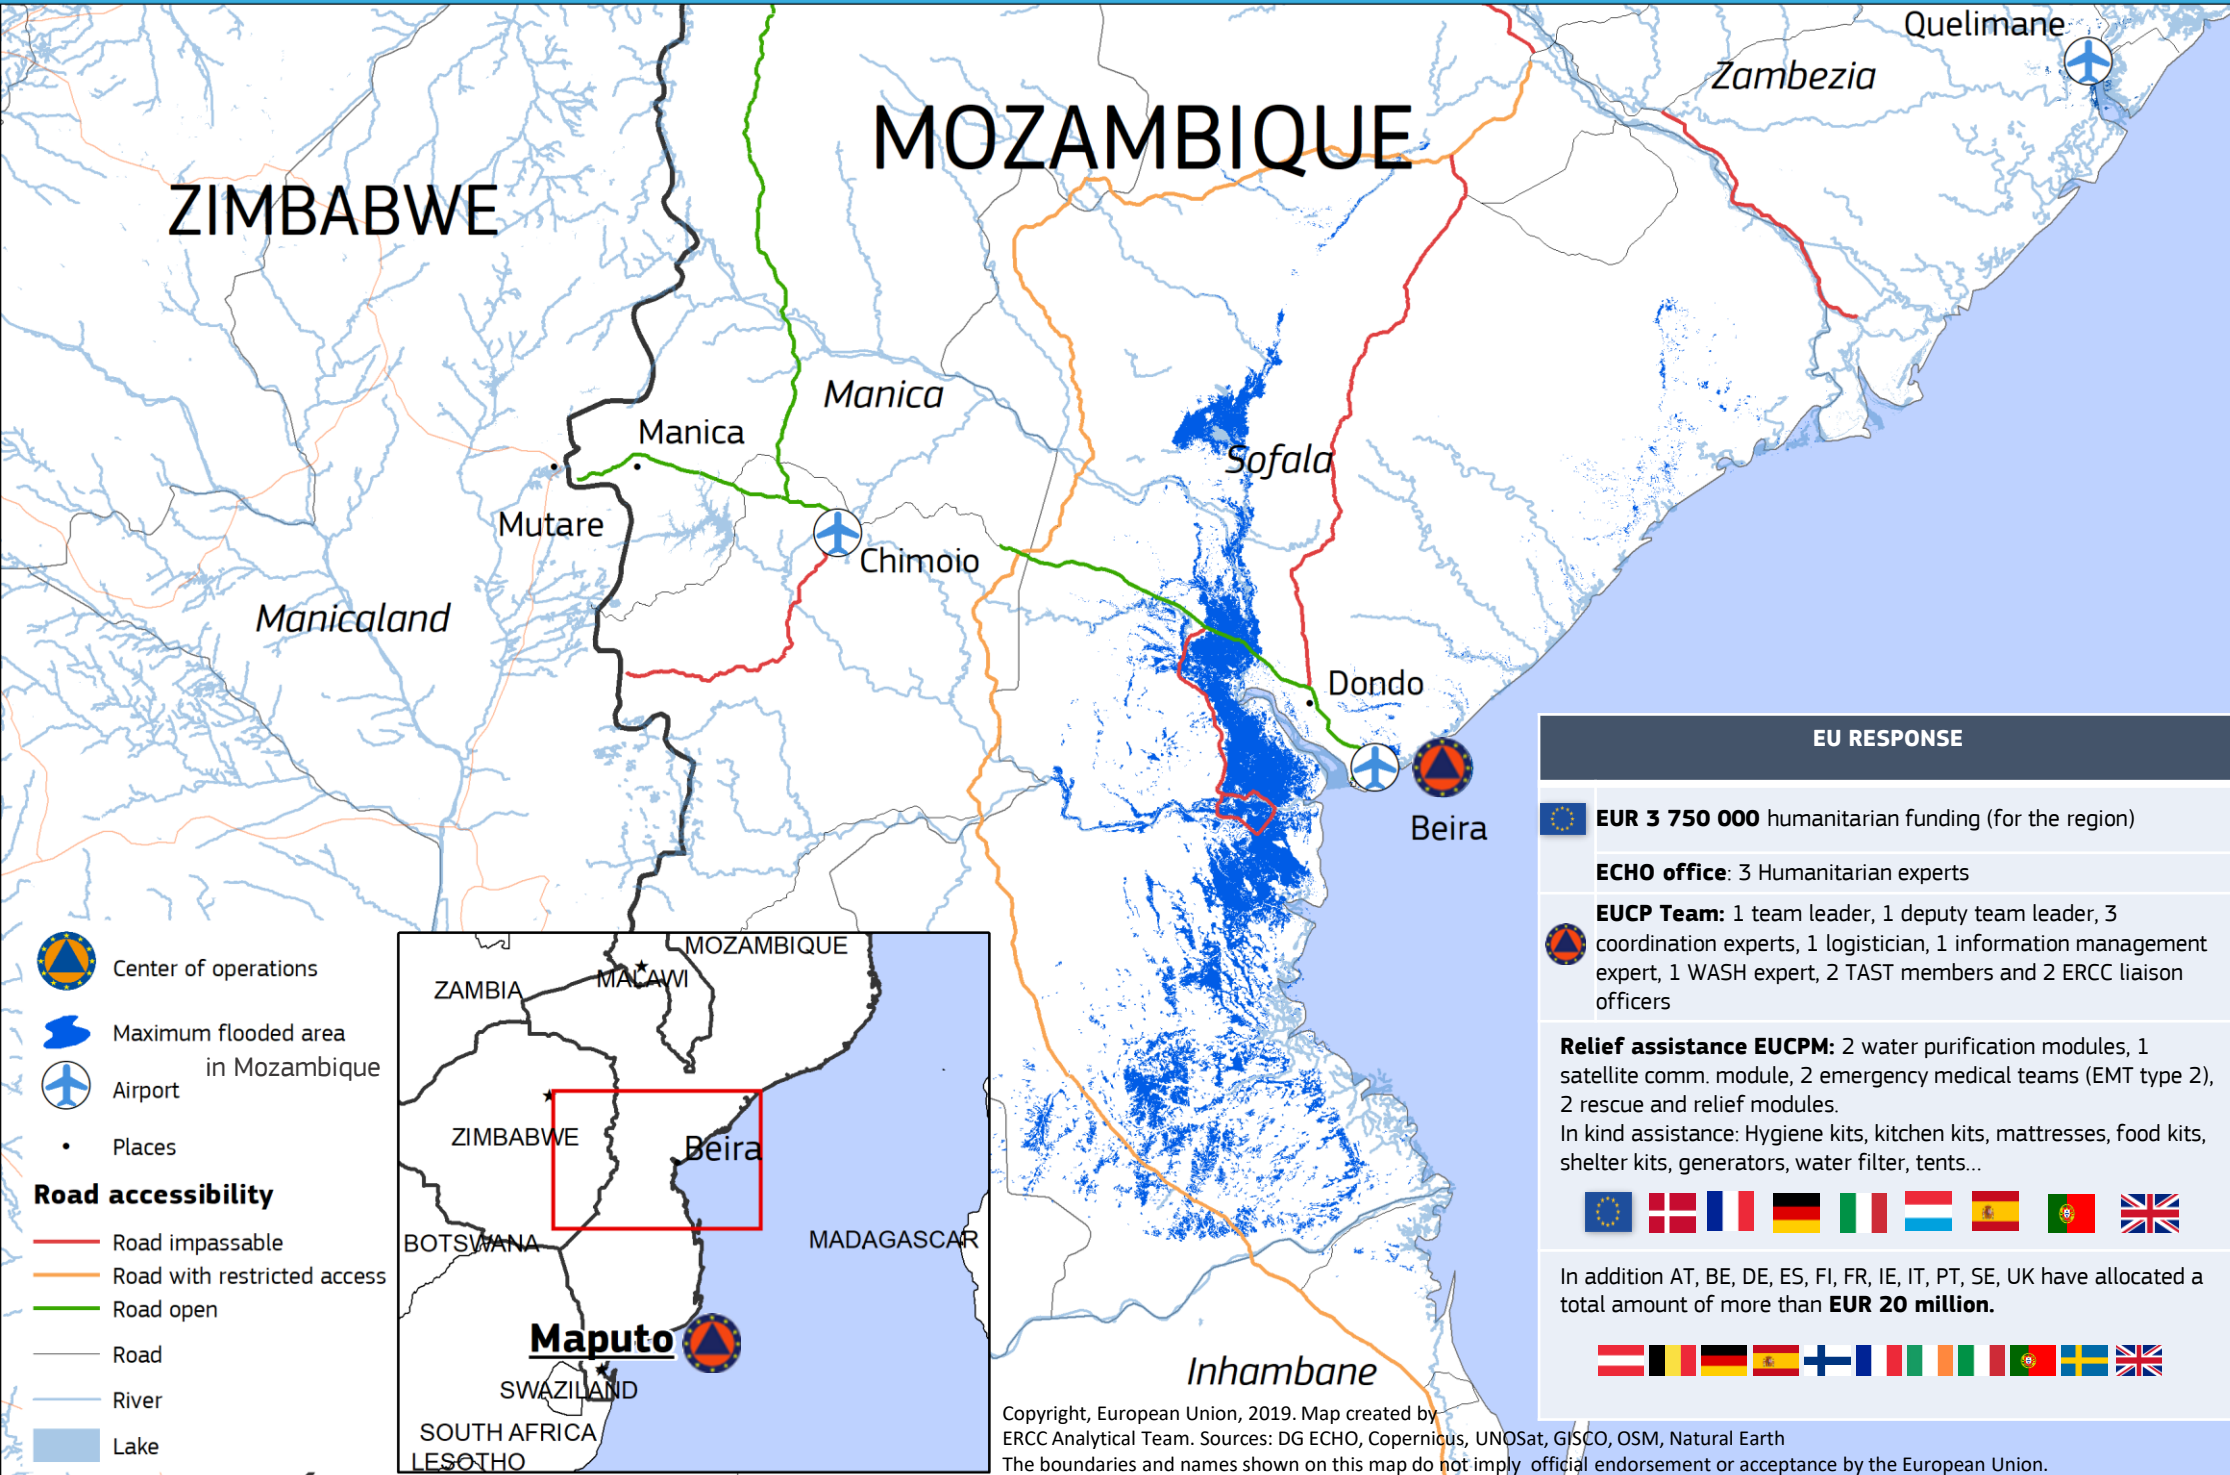 Quelimane
Zambezia
MOZAMBIQUE
ZIMBABWE
Manica
Manica
Sofala
Mutare
Chimoio
Manicaland
Dondo
Beira
Inhambane
EU RESPONSE
EUR 3 750 000 humanitarian funding (for the region)
ECHO office: 3 Humanitarian experts
EUCP Team: 1 team leader, 1 deputy team leader, 3
coordination experts, 1 logistician, 1 information management
expert, 1 WASH expert, 2 TAST members and 2 ERCC liaison
officers
Relief assistance EUCPM: 2 water purification modules, 1
satellite comm. module, 2 emergency medical teams (EMT type 2),
2 rescue and relief modules.
In kind assistance: Hygiene kits, kitchen kits, mattresses, food kits,
shelter kits, generators, water filter, tents...
In addition AT, BE, DE, ES, FI, FR, IE, IT, PT, SE, UK have allocated a
total amount of more than EUR 20 million.
Center of operations
Maximum flooded area
in Mozambique
Airport
Places
Road accessibility
Road impassable
Road with restricted access
Road open
Road
River
Lake
MOZAMBIQUE
MALAWI
ZAMBIA
ZIMBABWE
Beira
BOTSWANA
MADAGASCAR
Maputo
SWAZILAND
SOUTH AFRICA
LESOTHO
Copyright, European Union, 2019. Map created by
ERCC Analytical Team. Sources: DG ECHO, Copernicus, UNOSat, GISCO, OSM, Natural Earth
The boundaries and names shown on this map do not imply official endorsement or acceptance by the European Union.